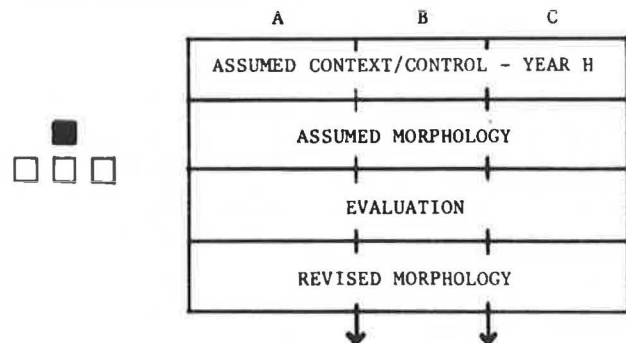 A B C
ASSUMED CONTEXT/CONTROL - YEAR H
ASSUMED MORPHOLOGY
EVALUATION
REVISED MORPHOLOGY